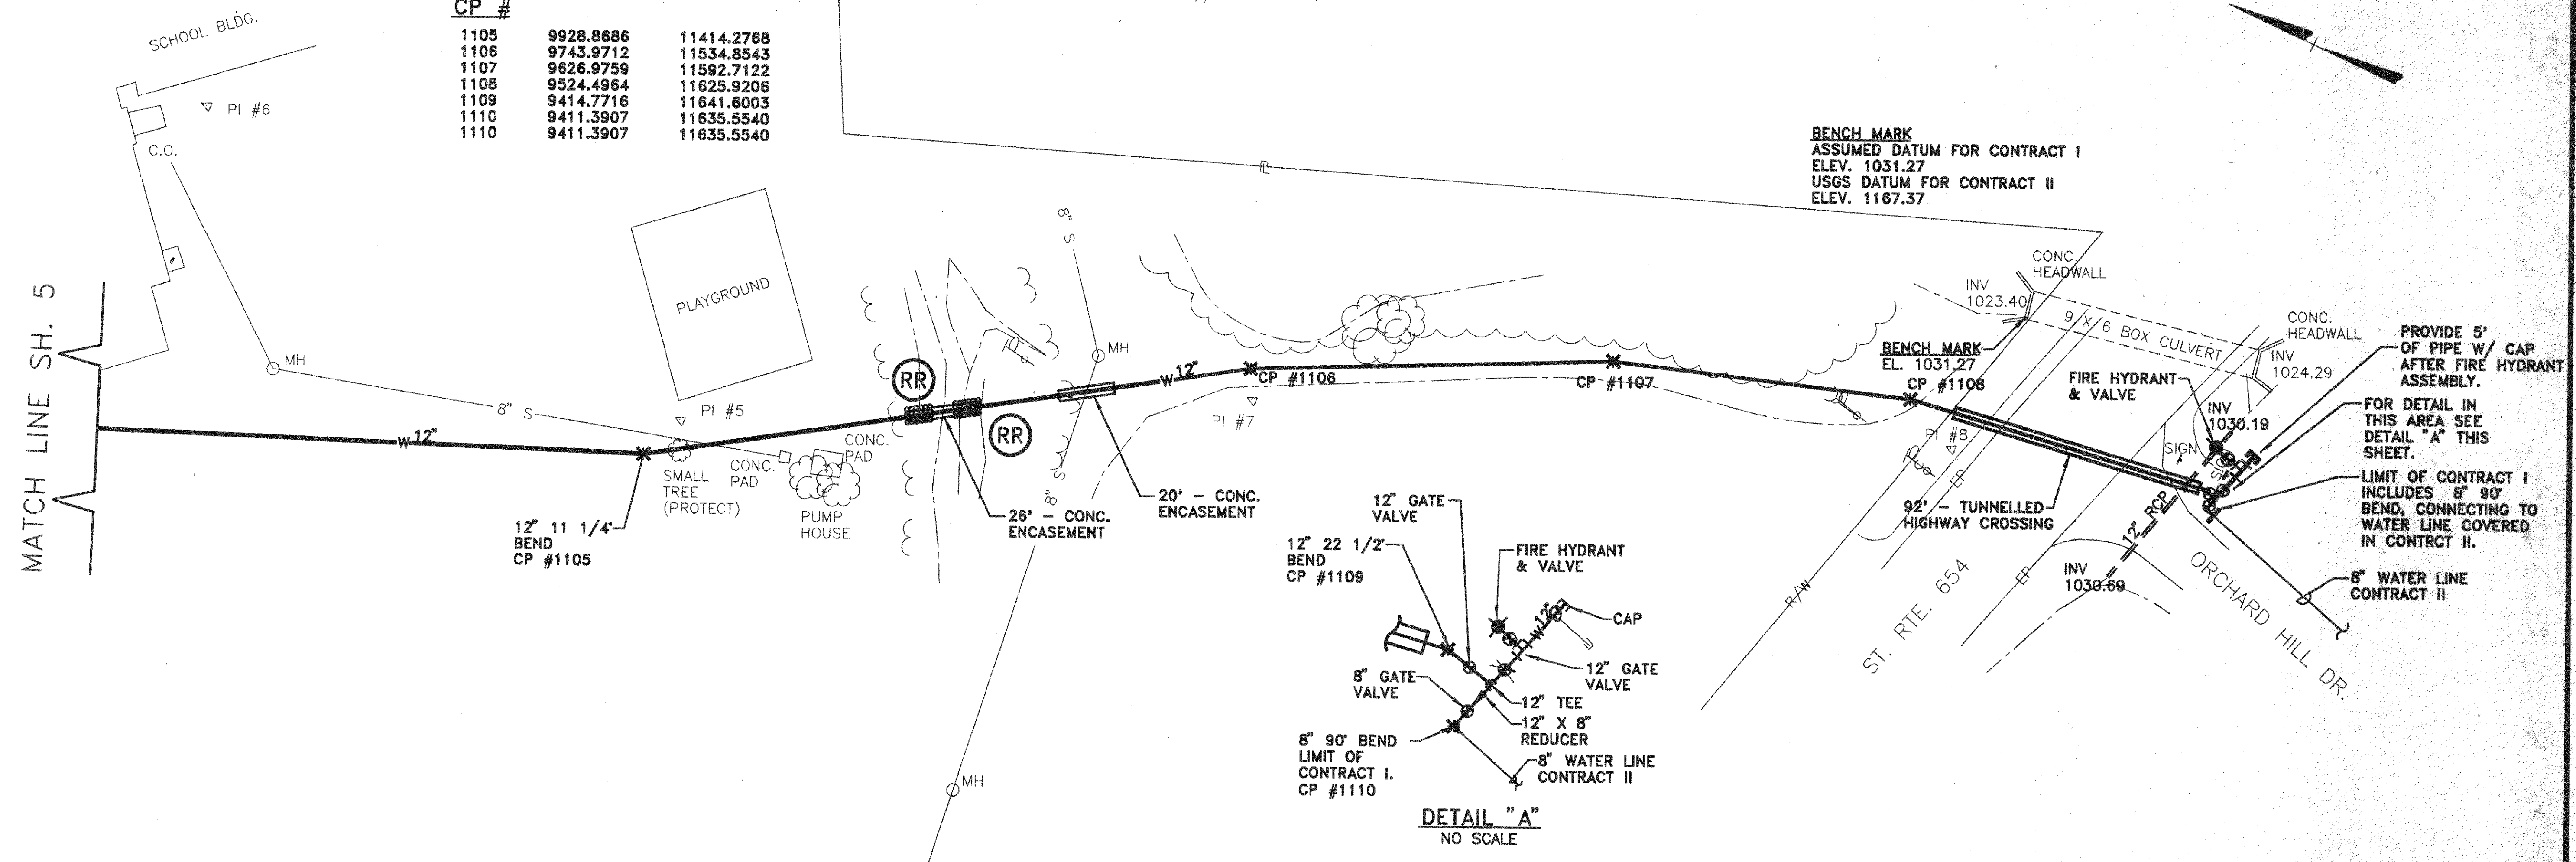 CP #
1105 9928.8686 11414.2768
1106 9743.9712 11534.8543
1107 9626.9759 11592.7122
1108 9524.4964 11625.9206
1109 9414.7716 11641.6003
1110 9411.3907 11635.5540
1110 9411.3907 11635.5540
SCHOOL BLDG.
PI #6
C.O.
MATCH LINE SH. 5
MH
8" S
W 12"
PLAYGROUND
PI #5
SMALL
TREE
(PROTECT)
CONC.
PAD
CONC.
PAD
PUMP
HOUSE
12" 11 1/4°
BEND
CP #1105
RR
RR
26' - CONC.
ENCASEMENT
20' - CONC.
ENCASEMENT
8" S
MH
8" S
MH
W 12"
CP #1106
PI #7
CP #1107
PL
BENCH MARK
ASSUMED DATUM FOR CONTRACT I
ELEV. 1031.27
USGS DATUM FOR CONTRACT II
ELEV. 1167.37
BENCH MARK
EL. 1031.27
CP #1108
PI #8
INV
1023.40
CONC.
HEADWALL
9 X 6 BOX CULVERT
CONC.
HEADWALL
INV
1024.29
FIRE HYDRANT
& VALVE
INV
1030.19
SIGN
SIGN
PROVIDE 5'
OF PIPE W/ CAP
AFTER FIRE HYDRANT
ASSEMBLY.
FOR DETAIL IN
THIS AREA SEE
DETAIL "A" THIS
SHEET.
LIMIT OF CONTRACT I
INCLUDES 8" 90°
BEND, CONNECTING TO
WATER LINE COVERED
IN CONTRCT II.
8" WATER LINE
CONTRACT II
92' - TUNNELLED
HIGHWAY CROSSING
12" RCP
INV
1030.69
R/W
EP
EP
ST. RTE. 654
ORCHARD HILL DR.
12" GATE
VALVE
12" 22 1/2°
BEND
CP #1109
FIRE HYDRANT
& VALVE
W 12"
CAP
12" GATE
VALVE
8" GATE
VALVE
12" TEE
12" X 8"
REDUCER
8" 90° BEND
LIMIT OF
CONTRACT I.
CP #1110
8" WATER LINE
CONTRACT II
DETAIL "A"
NO SCALE